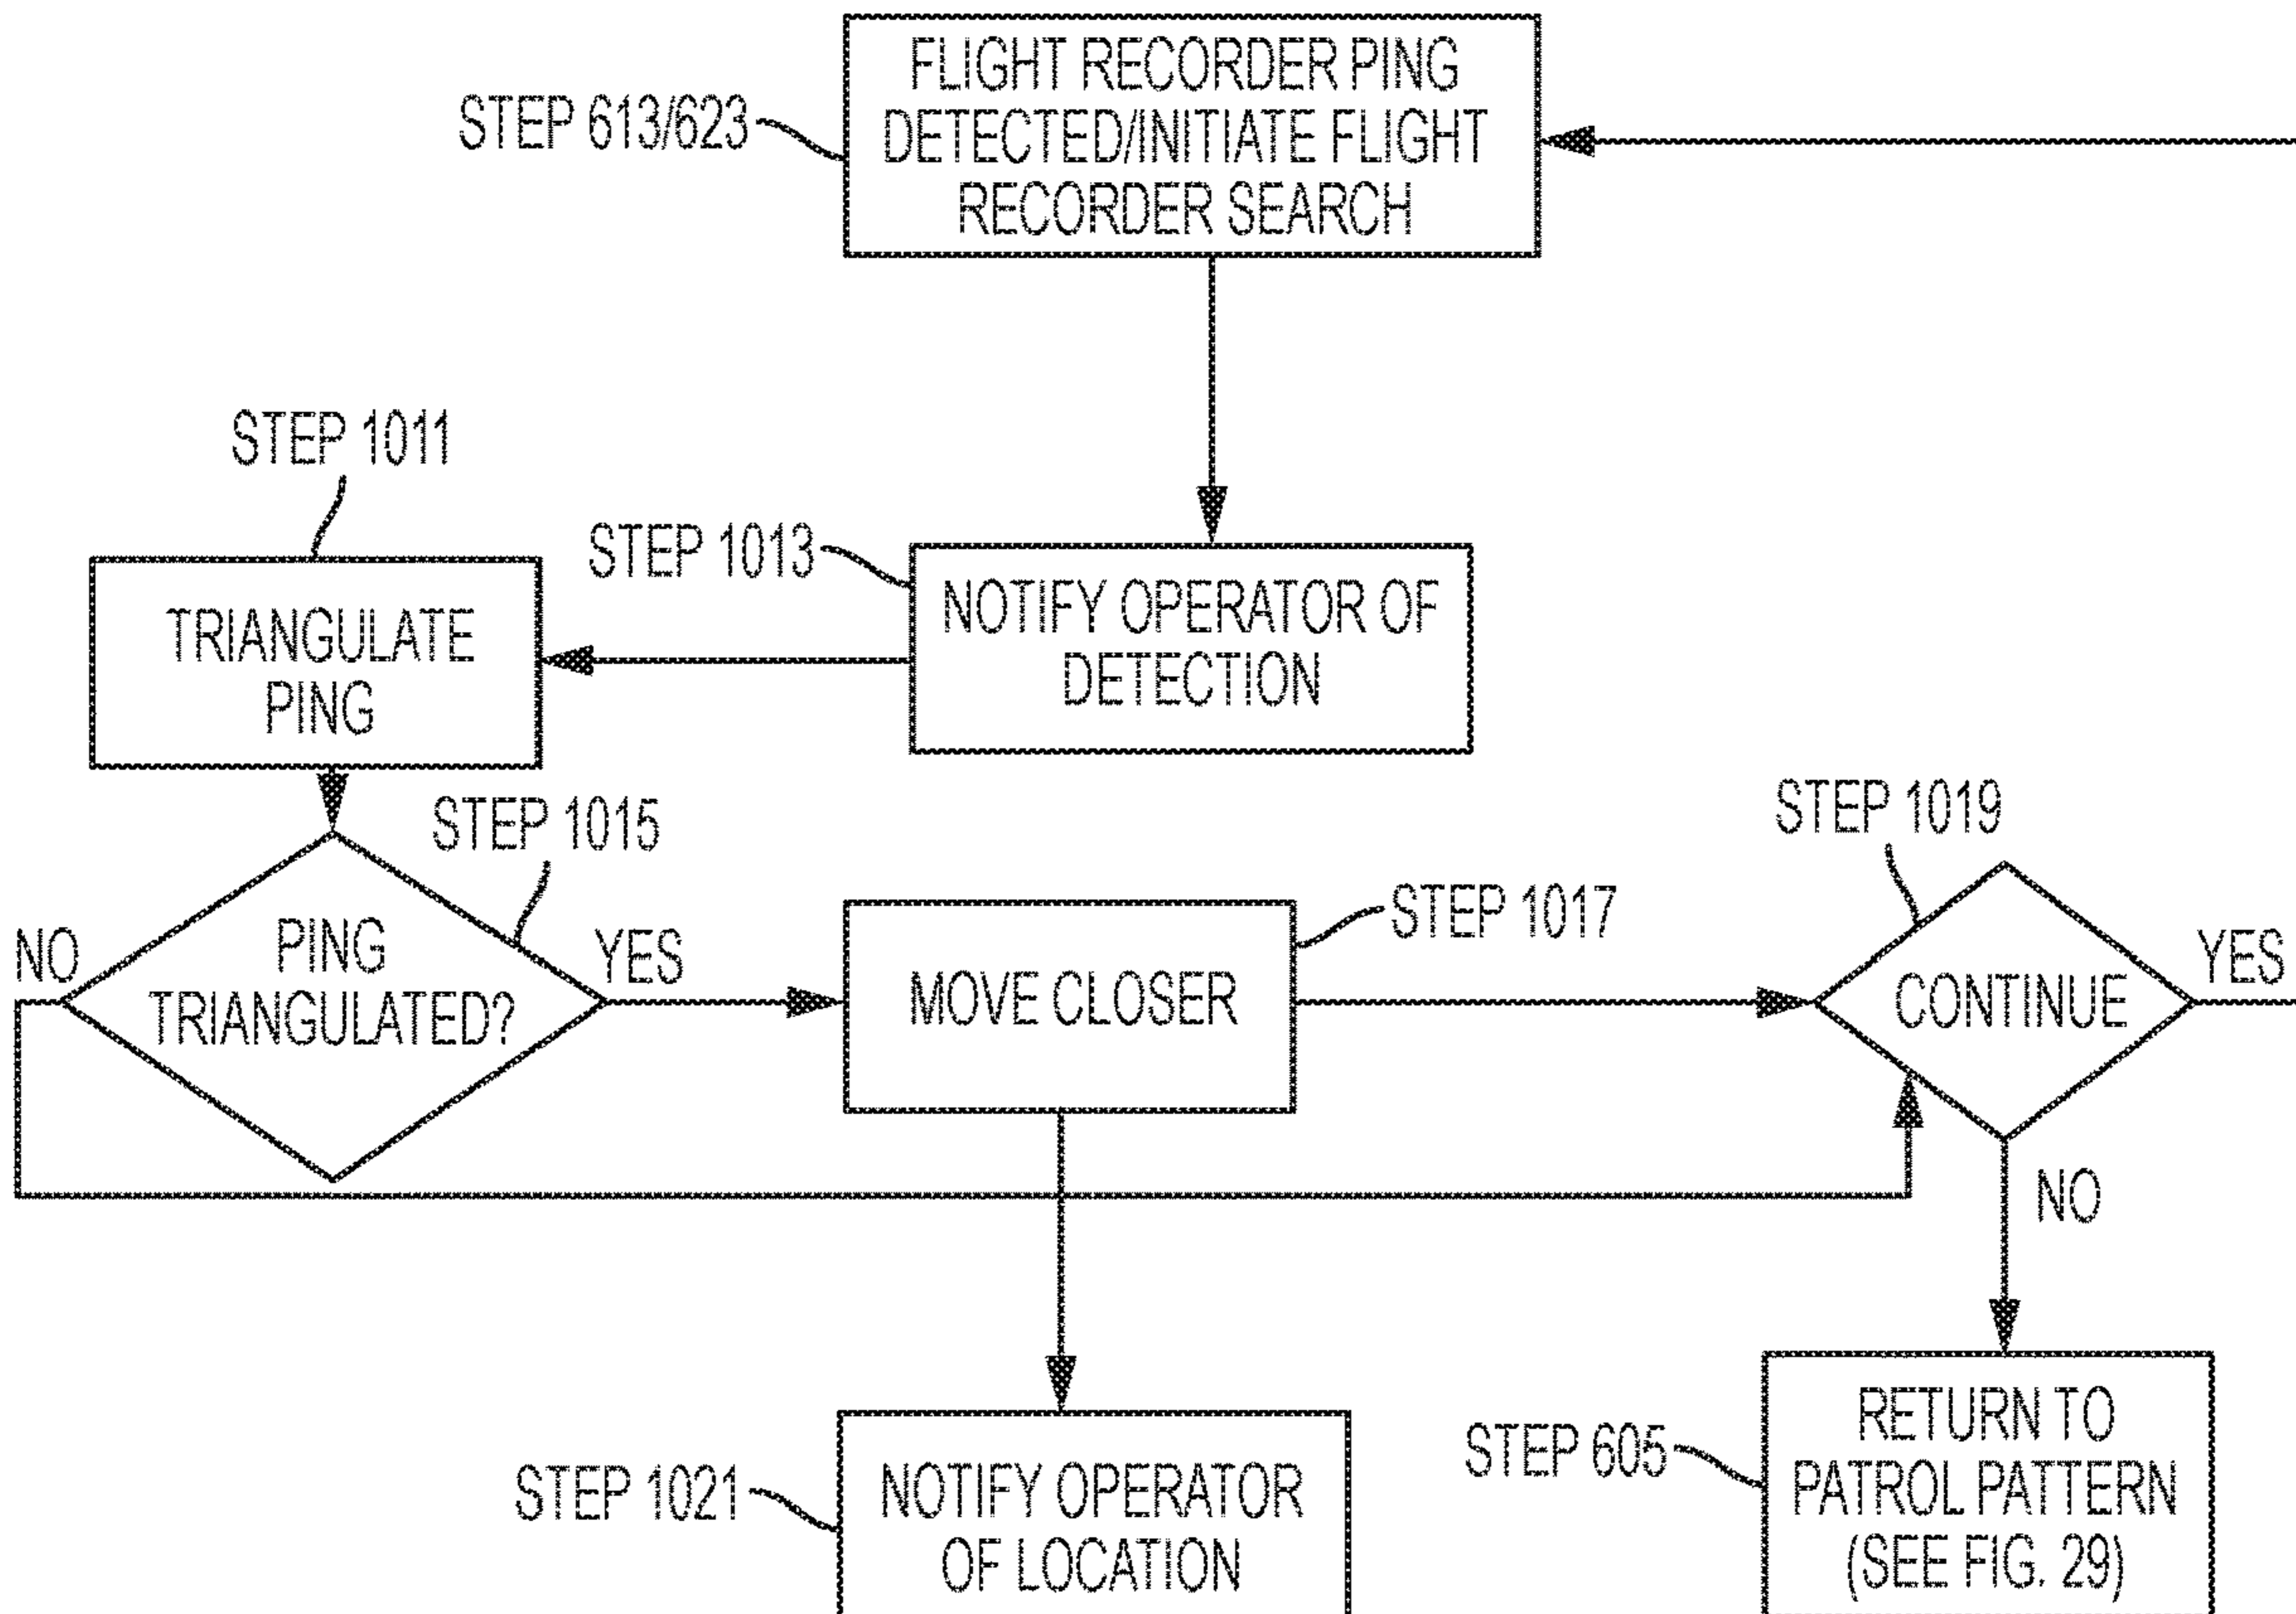 FLIGHT RECORDER PING
DETECTED/INITIATE FLIGHT
RECORDER SEARCH
STEP 613/623
STEP 1011
STEP 1013
NOTIFY OPERATOR OF
DETECTION
TRIANGULATE
PING
STEP 1015
STEP 1019
STEP 1017
NO
PING
TRIANGULATED?
YES
MOVE CLOSER
CONTINUE
YES
NO
STEP 1021
NOTIFY OPERATOR
OF LOCATION
STEP 605
RETURN TO
PATROL PATTERN
(SEE FIG. 29)